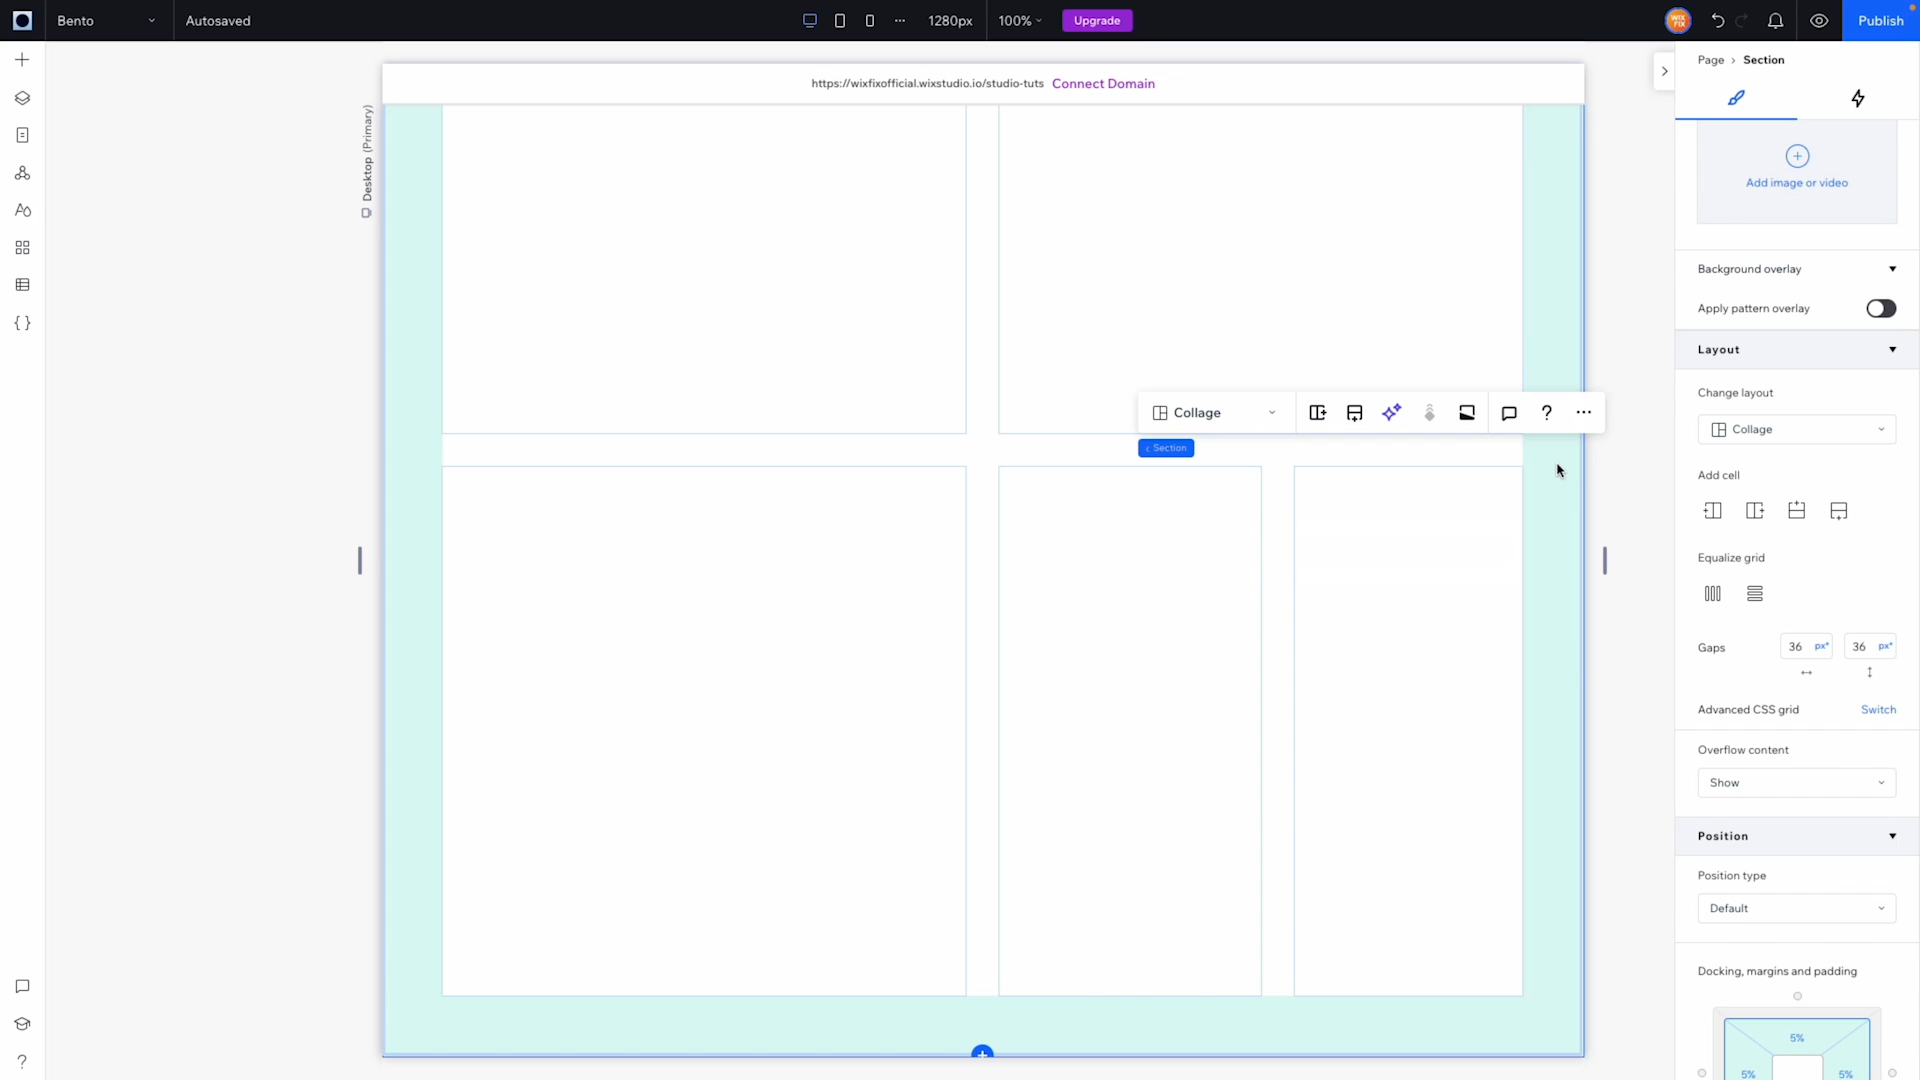 Bento
Autosaved
1280px
100%
Upgrade
WIX
FIX
Publish
https://wixfixofficial.wixstudio.io/studio-tuts Connect Domain
Desktop (Primary)
Page > Section
Add image or video
Background overlay
Apply pattern overlay
Layout
Change layout
Collage
Collage
< Section
Add cell
Equalize grid
Gaps
36 px*
36 px*
Advanced CSS grid
Switch
Overflow content
Show
Position
Position type
Default
Docking, margins and padding
5%
5%
5%